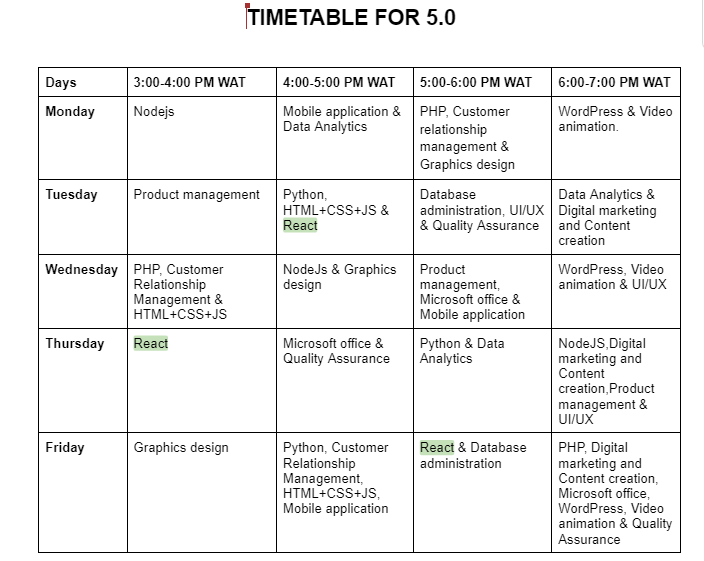 TIMETABLE FOR 5.0
Days
3:00-4:00 PM WAT
4:00-5:00 PM WAT
5:00-6:00 PM WAT
6:00-7:00 PM WAT
Monday
Nodejs
Mobile application &
Data Analytics
PHP, Customer
relationship
management &
Graphics design
WordPress & Video
animation.
Tuesday
Product management
Python,
HTML+CSS+JS &
React
Database
administration, UI/UX
& Quality Assurance
Data Analytics &
Digital marketing
and Content
creation
Wednesday
PHP, Customer
Relationship
Management &
HTML+CSS+JS
NodeJs & Graphics
design
Product
management,
Microsoft office &
Mobile application
WordPress, Video
animation & UI/UX
Thursday
React
Microsoft office &
Quality Assurance
Python & Data
Analytics
NodeJS,Digital
marketing and
Content
creation,Product
management &
UI/UX
Friday
Graphics design
Python, Customer
Relationship
Management,
HTML+CSS+JS,
Mobile application
React & Database
administration
PHP, Digital
marketing and
Content creation,
Microsoft office,
WordPress, Video
animation & Quality
Assurance